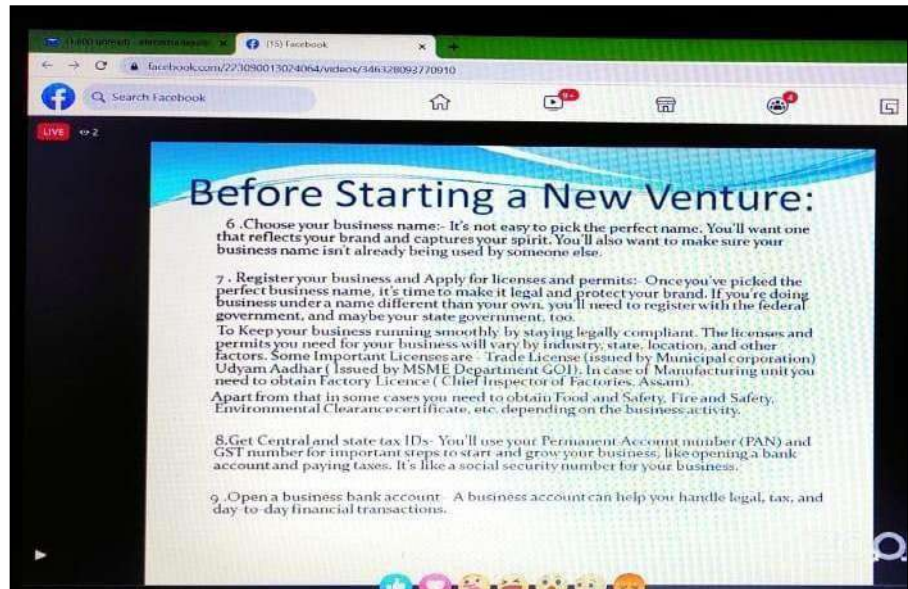 (15) Facebook
facebook.com/223090013024064/videos/346328093770910
Search Facebook
9+
4
LIVE 2
Before Starting a New Venture:
6 .Choose your business name:- It's not easy to pick the perfect name. You'll want one
that reflects your brand and captures your spirit. You'll also want to make sure your
business name isn't already being used by someone else.
7 . Register your business and Apply for licenses and permits:- Once you've picked the
perfect business name, it's time to make it legal and protect your brand. If you're doing
business under a name different than your own, you'll need to register with the federal
government, and maybe your state government, too.
To Keep your business running smoothly by staying legally compliant. The licenses and
permits you need for your business will vary by industry, state, location, and other
factors. Some Important Licenses are - Trade License (issued by Municipal corporation)
Udyam Aadhar ( Issued by MSME Department GOI). In case of Manufacturing unit you
need to obtain Factory Licence ( Chief Inspector of Factories, Assam).
Apart from that in some cases you need to obtain Food and Safety, Fire and Safety,
Environmental Clearance certificate, etc. depending on the business activity.
8.Get Central and state tax IDs- You'll use your Permanent Account number (PAN) and
GST number for important steps to start and grow your business, like opening a bank
account and paying taxes. It's like a social security number for your business.
9 .Open a business bank account - A business account can help you handle legal, tax, and
day-to-day financial transactions.